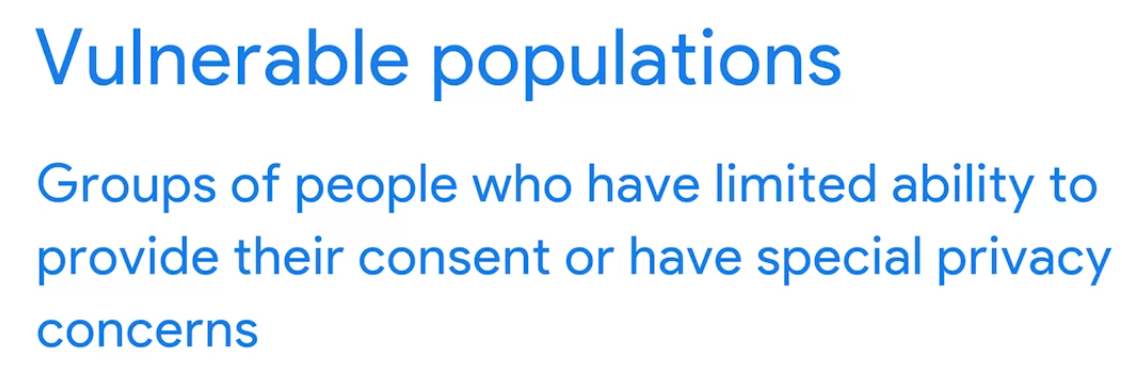 Vulnerable populations
Groups of people who have limited ability to
provide their consent or have special privacy
concerns